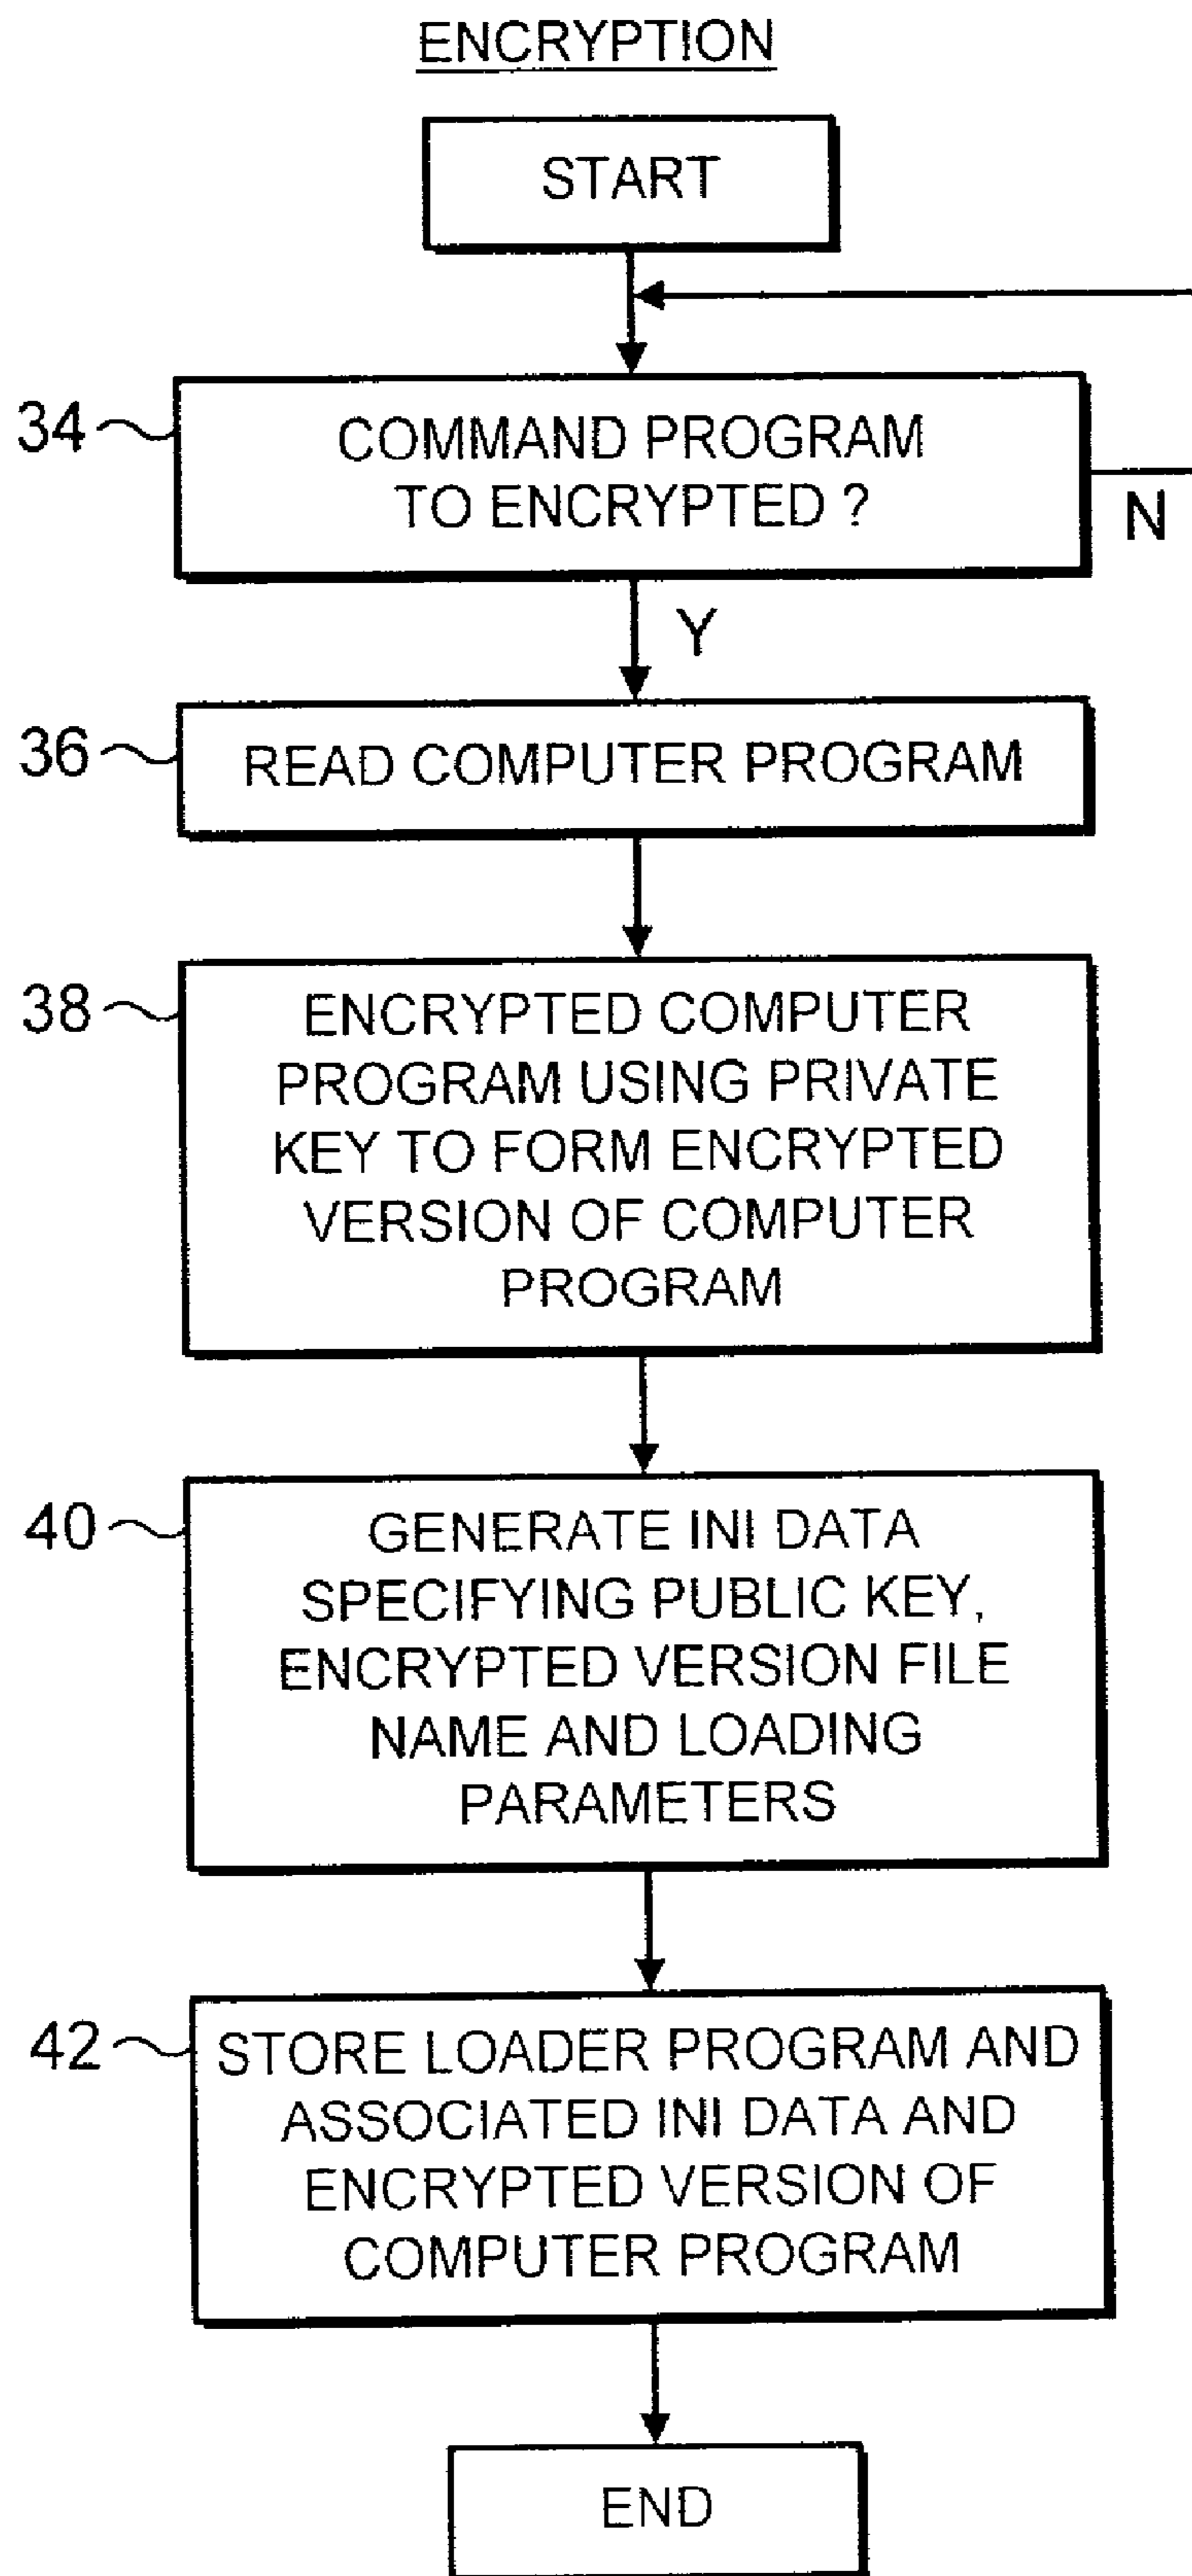 ENCRYPTION
START
34
COMMAND PROGRAM
TO ENCRYPTED ?
N
Y
36
READ COMPUTER PROGRAM
38
ENCRYPTED COMPUTER
PROGRAM USING PRIVATE
KEY TO FORM ENCRYPTED
VERSION OF COMPUTER
PROGRAM
40
GENERATE INI DATA
SPECIFYING PUBLIC KEY,
ENCRYPTED VERSION FILE
NAME AND LOADING
PARAMETERS
42
STORE LOADER PROGRAM AND
ASSOCIATED INI DATA AND
ENCRYPTED VERSION OF
COMPUTER PROGRAM
END